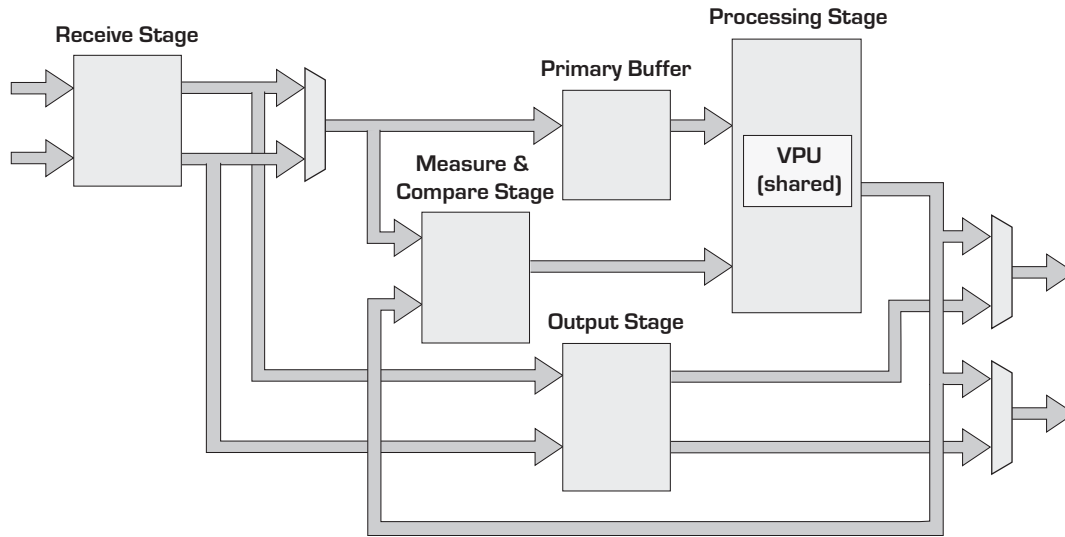 Receive Stage
Primary Buffer
Processing Stage
VPU
(shared)
Measure &
Compare Stage
Output Stage